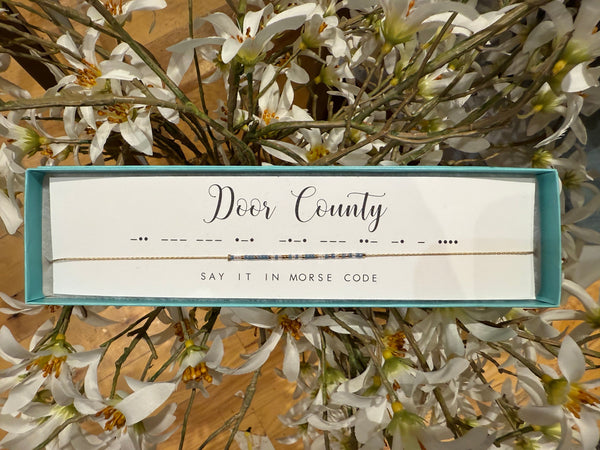 Door County
–•• ––– ––– •–• –•–• ––– ••– –• – ••••
SAY IT IN MORSE CODE